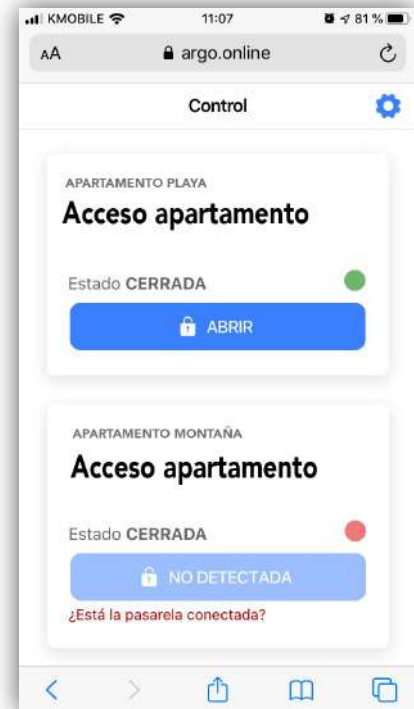 KMOBILE 11:07 81 %
AA argo.online
Control
APARTAMENTO PLAYA
Acceso apartamento
Estado CERRADA
ABRIR
APARTAMENTO MONTAÑA
Acceso apartamento
Estado CERRADA
NO DETECTADA
¿Está la pasarela conectada?